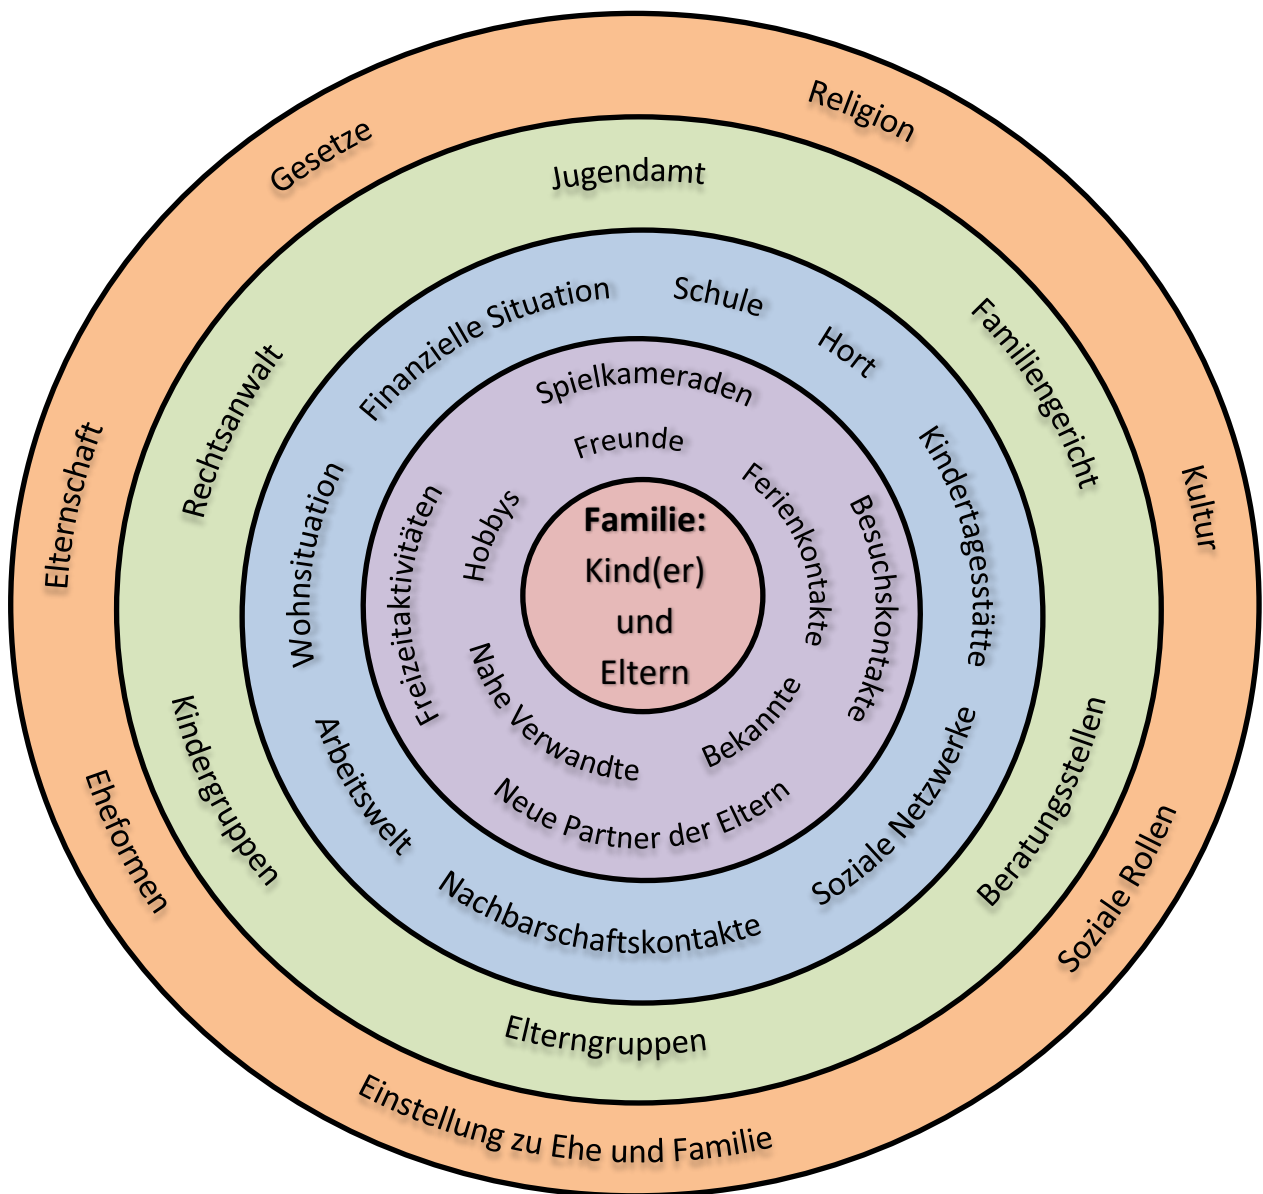 Religion
Gesetze
Jugendamt
Schule
Finanzielle Situation
Hort
Familiengericht
Rechtsanwalt
Spielkameraden
Freunde
Kindertagesstätte
Elternschaft
Kultur
Wohnsituation
Freizeitaktivitäten
Hobbys
Ferienkontakte
Besuchskontakte
Familie:
Kind(er)
und
Eltern
Nahe Verwandte
Bekannte
Neue Partner der Eltern
Kindergruppen
Arbeitswelt
Soziale Netzwerke
Beratungsstellen
Eheformen
Soziale Rollen
Nachbarschaftskontakte
Elterngruppen
Einstellung zu Ehe und Familie